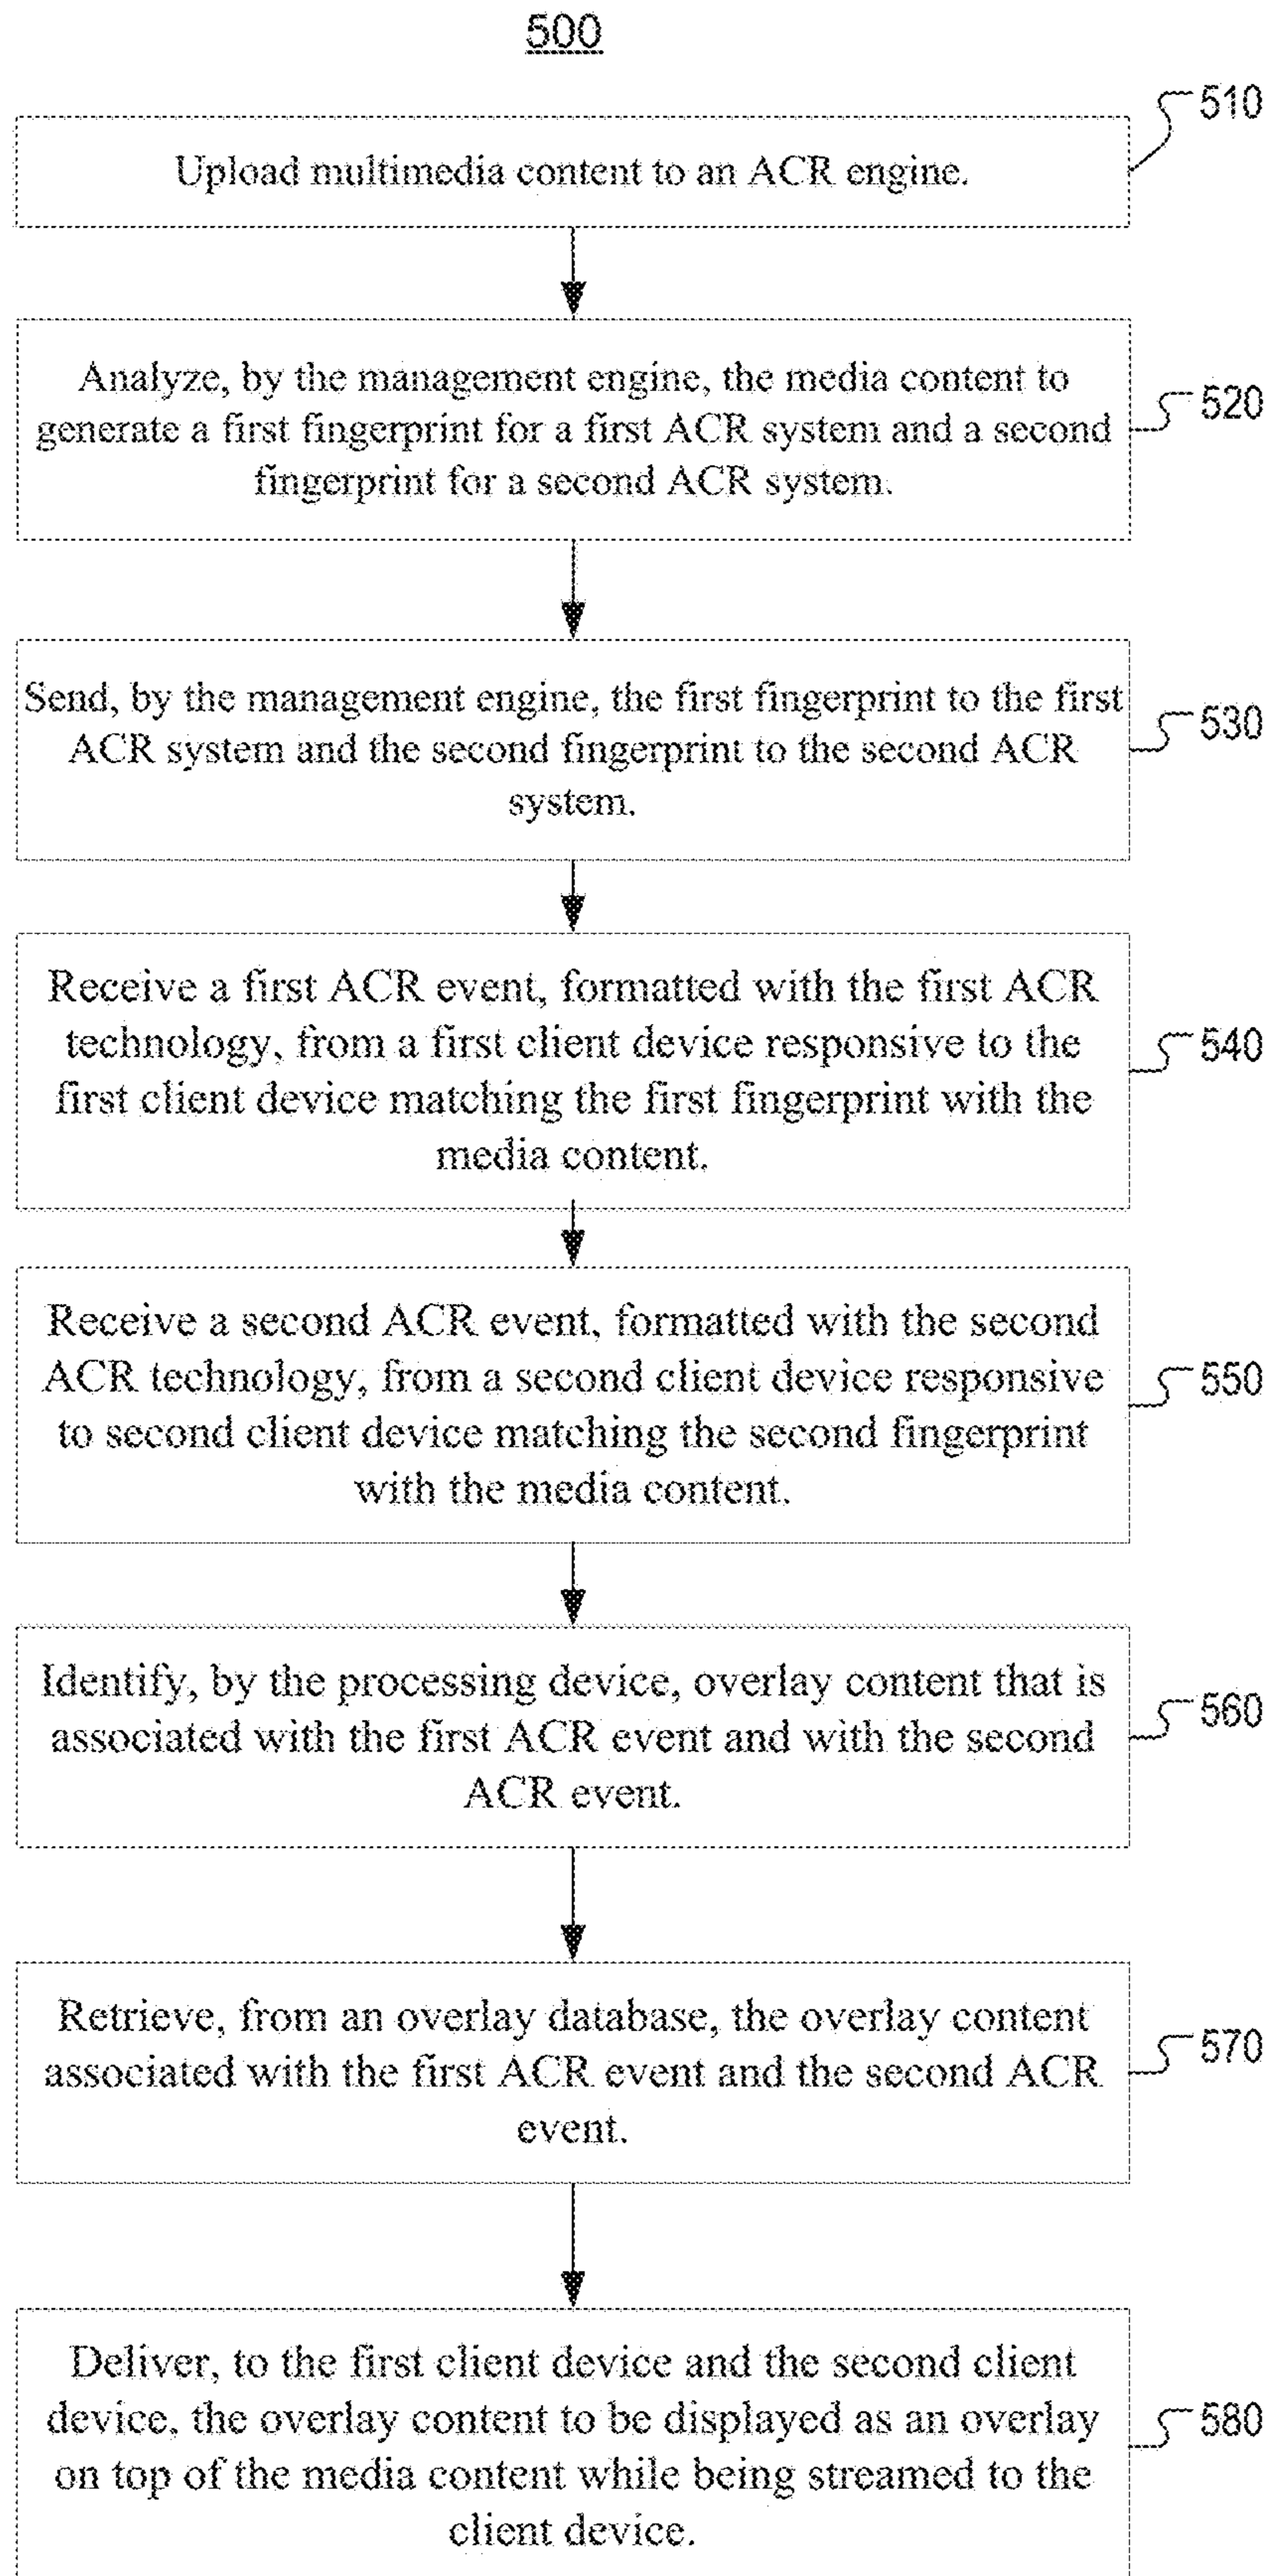 500
510
Upload multimedia content to an ACR engine.
Analyze, by the management engine, the media content to
generate a first fingerprint for a first ACR system and a second
fingerprint for a second ACR system.
520
Send, by the management engine, the first fingerprint to the first
ACR system and the second fingerprint to the second ACR
system.
530
Receive a first ACR event, formatted with the first ACR
technology, from a first client device responsive to the
first client device matching the first fingerprint with the
media content.
540
Receive a second ACR event, formatted with the second
ACR technology, from a second client device responsive
to second client device matching the second fingerprint
with the media content.
550
Identify, by the processing device, overlay content that is
associated with the first ACR event and with the second
ACR event.
560
Retrieve, from an overlay database, the overlay content
associated with the first ACR event and the second ACR
event.
570
Deliver, to the first client device and the second client
device, the overlay content to be displayed as an overlay
on top of the media content while being streamed to the
client device.
580